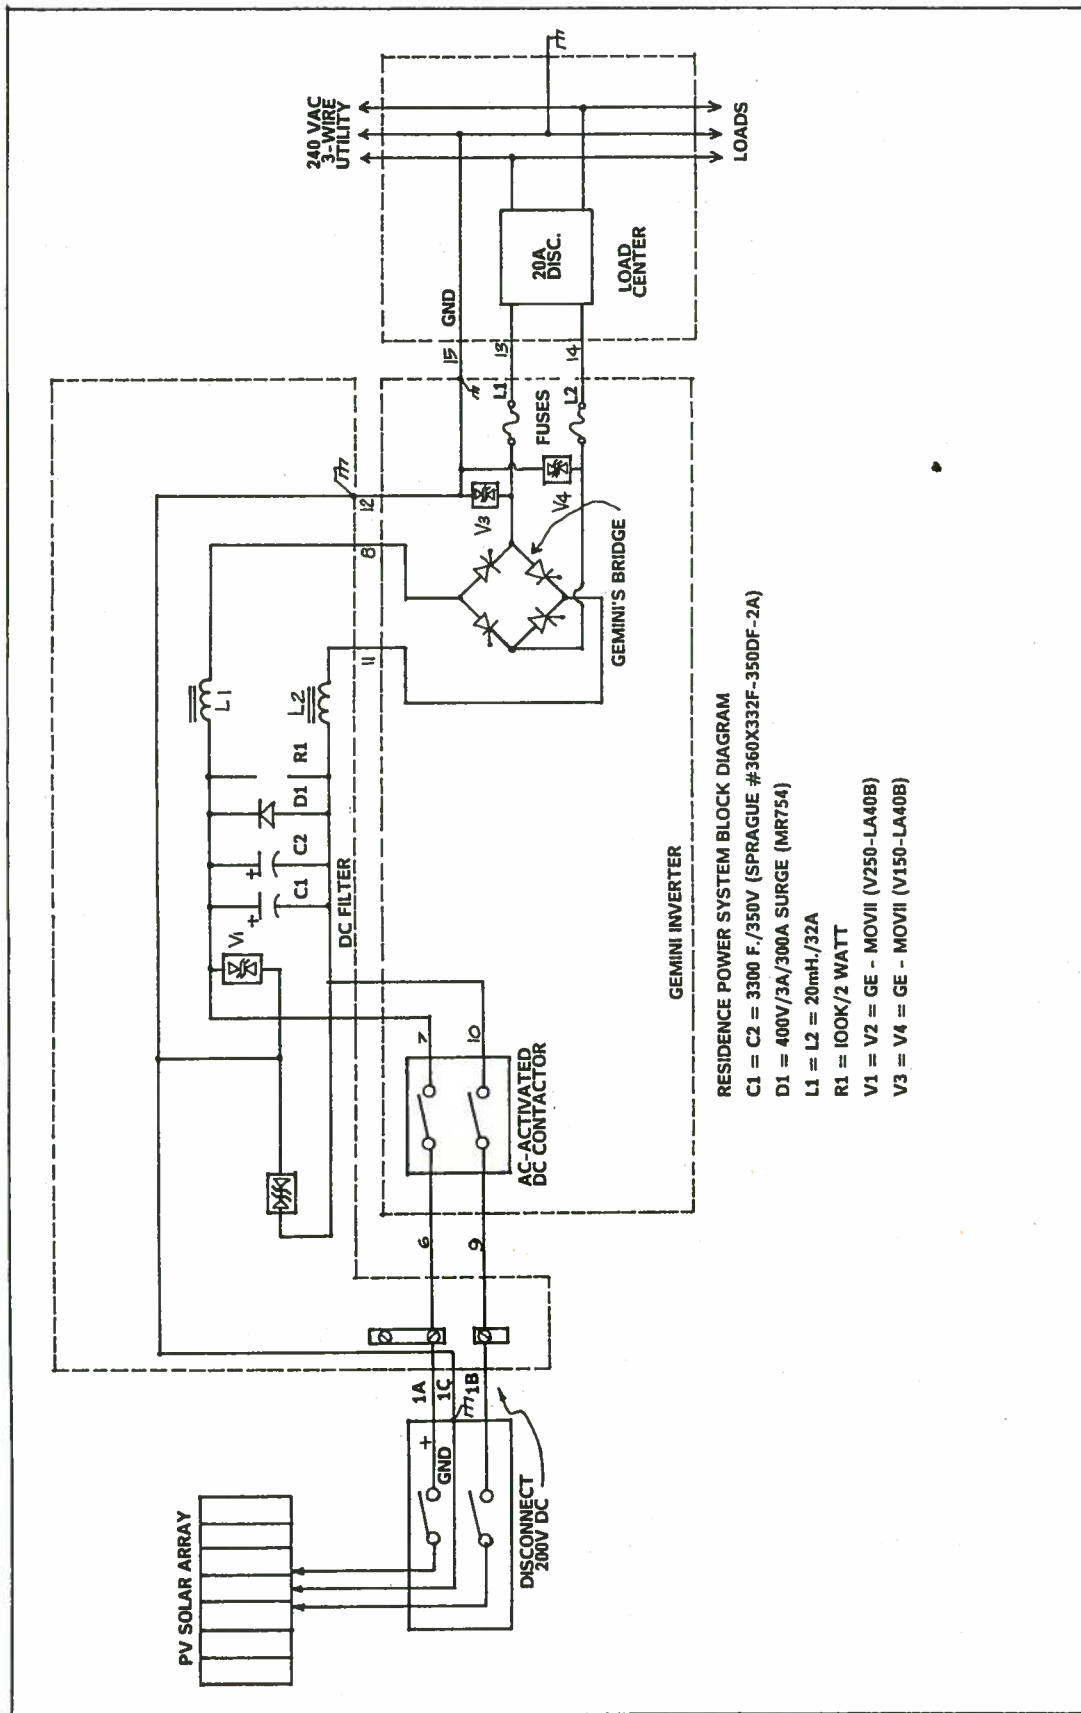 PV SOLAR ARRAY
DISCONNECT
200V DC
+
GND
1A
1C
1B
6
9
AC-ACTIVATED
DC CONTACTOR
7
10
V1
+
C1
+
C2
D1
R1
DC FILTER
L1
L2
11
8
12
V3
V4
GEMINI'S BRIDGE
FUSES
L1
L2
15
13
14
GND
20A
DISC.
LOAD
CENTER
240 VAC
3-WIRE
UTILITY
LOADS
GEMINI INVERTER
RESIDENCE POWER SYSTEM BLOCK DIAGRAM
C1 = C2 = 3300 F./350V (SPRAGUE #360X332F-350DF-2A)
D1 = 400V/3A/300A SURGE (MR754)
L1 = L2 = 20mH./32A
R1 = 100K/2 WATT
V1 = V2 = GE - MOVII (V250-LA40B)
V3 = V4 = GE - MOVII (V150-LA40B)